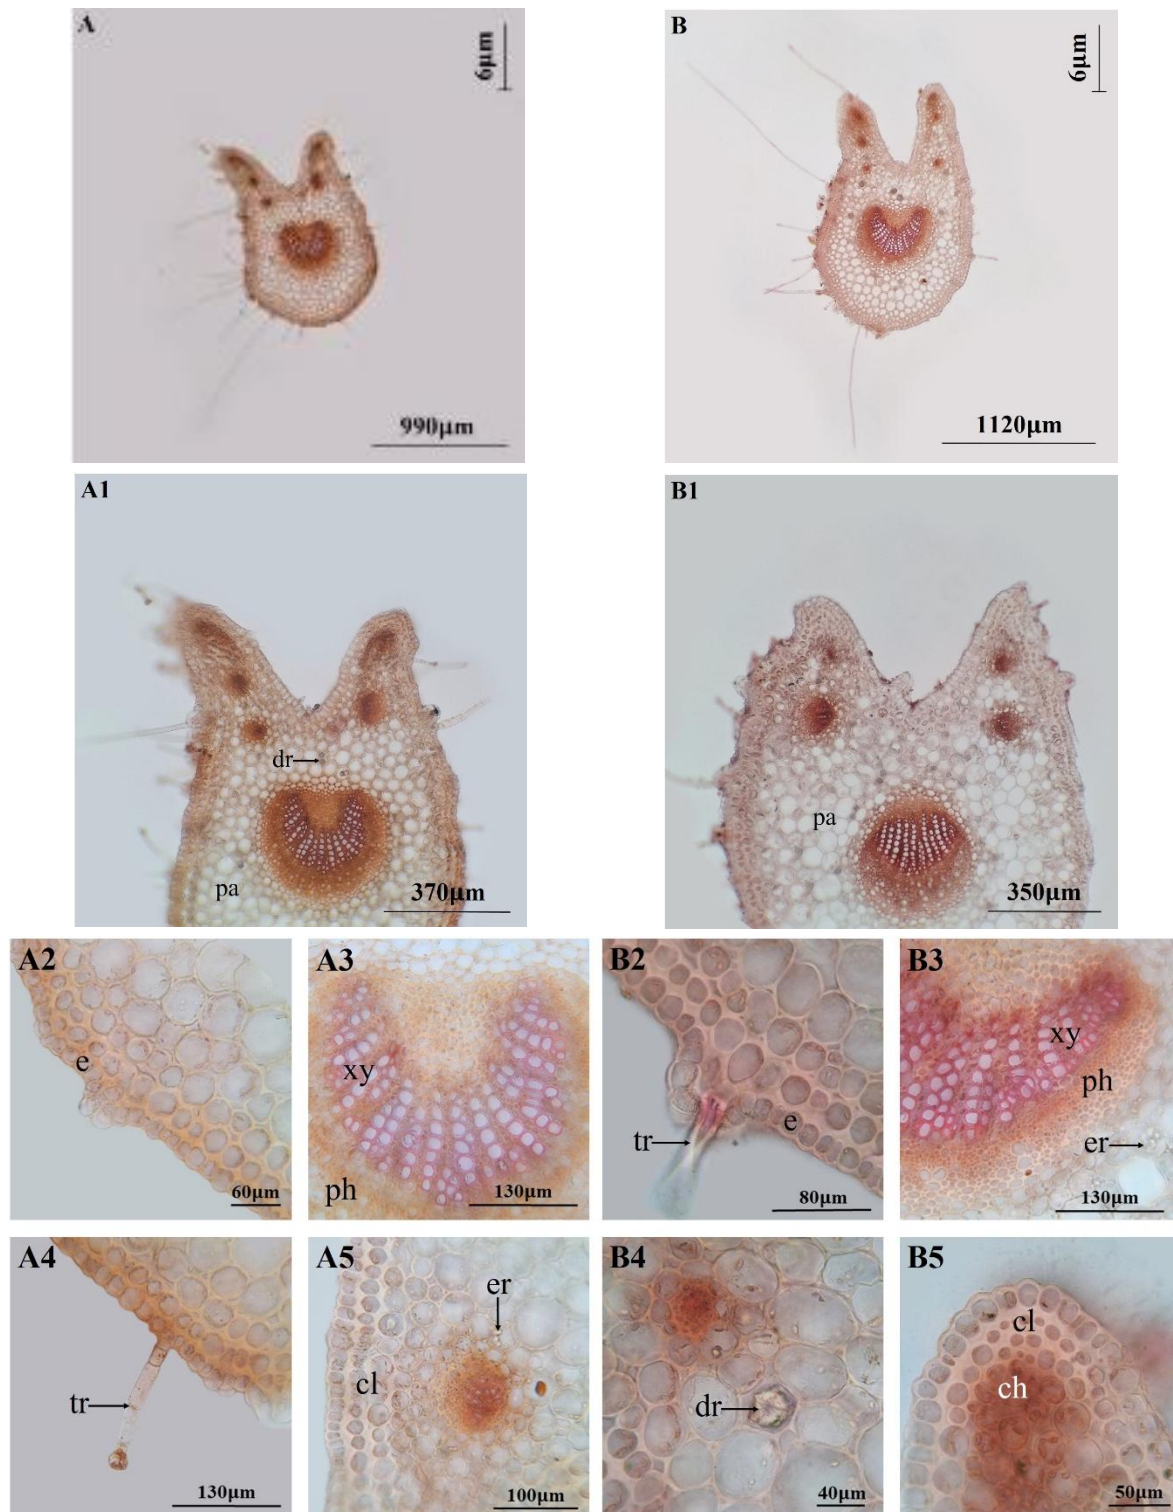 A
6μm
990μm
B
6μm
1120μm
A1
dr
pa
370μm
B1
pa
350μm
A2
e
60μm
A3
xy
ph
130μm
B2
tr
e
80μm
B3
xy
ph
er
130μm
A4
tr
130μm
A5
er
cl
100μm
B4
dr
40μm
B5
cl
ch
50μm